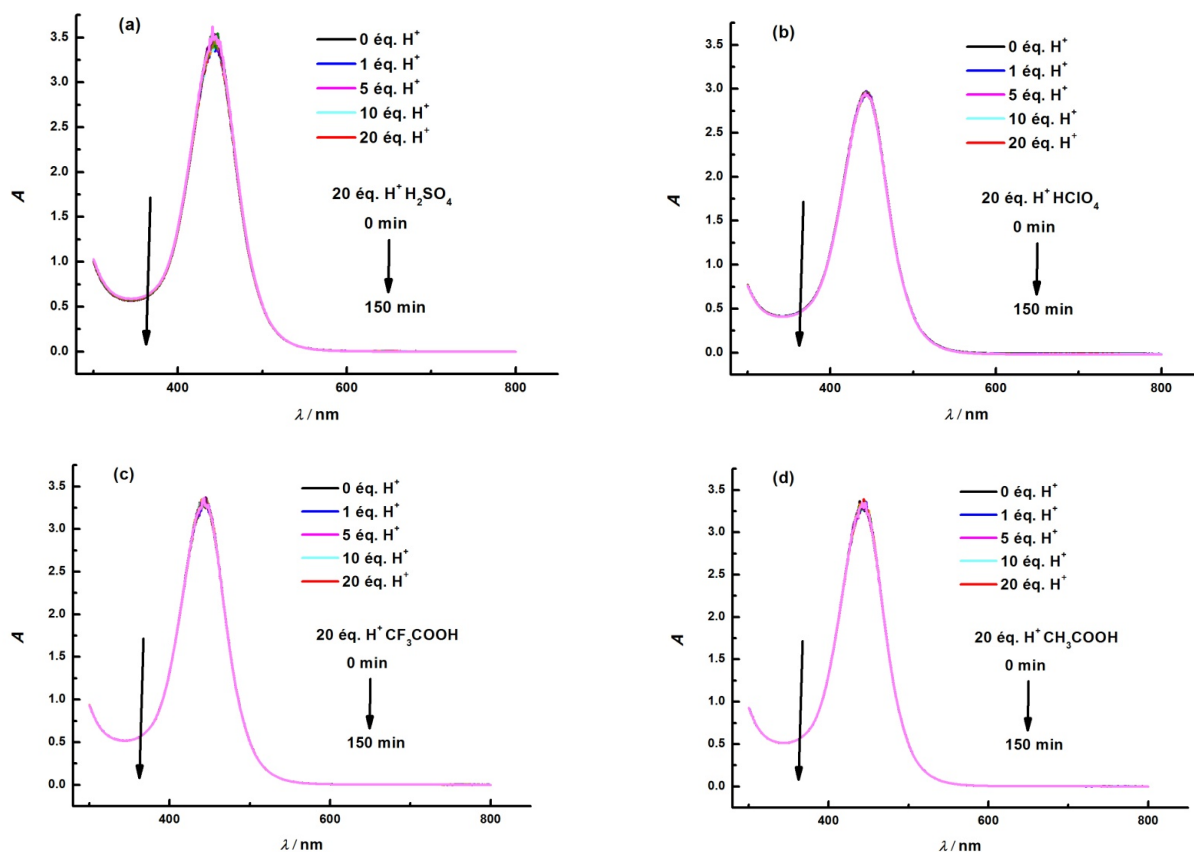 (a)
0 éq. H⁺
1 éq. H⁺
5 éq. H⁺
10 éq. H⁺
20 éq. H⁺
20 éq. H⁺ H₂SO₄
0 min
150 min
3.5
3.0
2.5
2.0
1.5
1.0
0.5
0.0
A
400
600
800
λ / nm
(b)
0 éq. H⁺
1 éq. H⁺
5 éq. H⁺
10 éq. H⁺
20 éq. H⁺
20 éq. H⁺ HClO₄
0 min
150 min
3.5
3.0
2.5
2.0
1.5
1.0
0.5
0.0
A
400
600
800
λ / nm
(c)
0 éq. H⁺
1 éq. H⁺
5 éq. H⁺
10 éq. H⁺
20 éq. H⁺
20 éq. H⁺ CF₃COOH
0 min
150 min
3.5
3.0
2.5
2.0
1.5
1.0
0.5
0.0
A
400
600
800
λ / nm
(d)
0 éq. H⁺
1 éq. H⁺
5 éq. H⁺
10 éq. H⁺
20 éq. H⁺
20 éq. H⁺ CH₃COOH
0 min
150 min
3.5
3.0
2.5
2.0
1.5
1.0
0.5
0.0
A
400
600
800
λ / nm